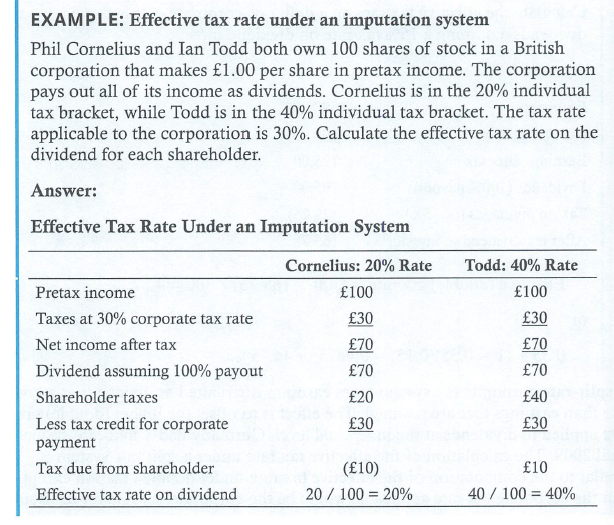 EXAMPLE: Effective tax rate under an imputation system
Phil Cornelius and Ian Todd both own 100 shares of stock in a British
corporation that makes £1.00 per share in pretax income. The corporation
pays out all of its income as dividends. Cornelius is in the 20% individual
tax bracket, while Todd is in the 40% individual tax bracket. The tax rate
applicable to the corporation is 30%. Calculate the effective tax rate on the
dividend for each shareholder.
Answer:
Effective Tax Rate Under an Imputation System
Cornelius: 20% Rate Todd: 40% Rate
Pretax income £100 £100
Taxes at 30% corporate tax rate £30 £30
Net income after tax £70 £70
Dividend assuming 100% payout £70 £70
Shareholder taxes £20 £40
Less tax credit for corporate £30 £30
payment
Tax due from shareholder (£10) £10
Effective tax rate on dividend 20 / 100 = 20% 40 / 100 = 40%